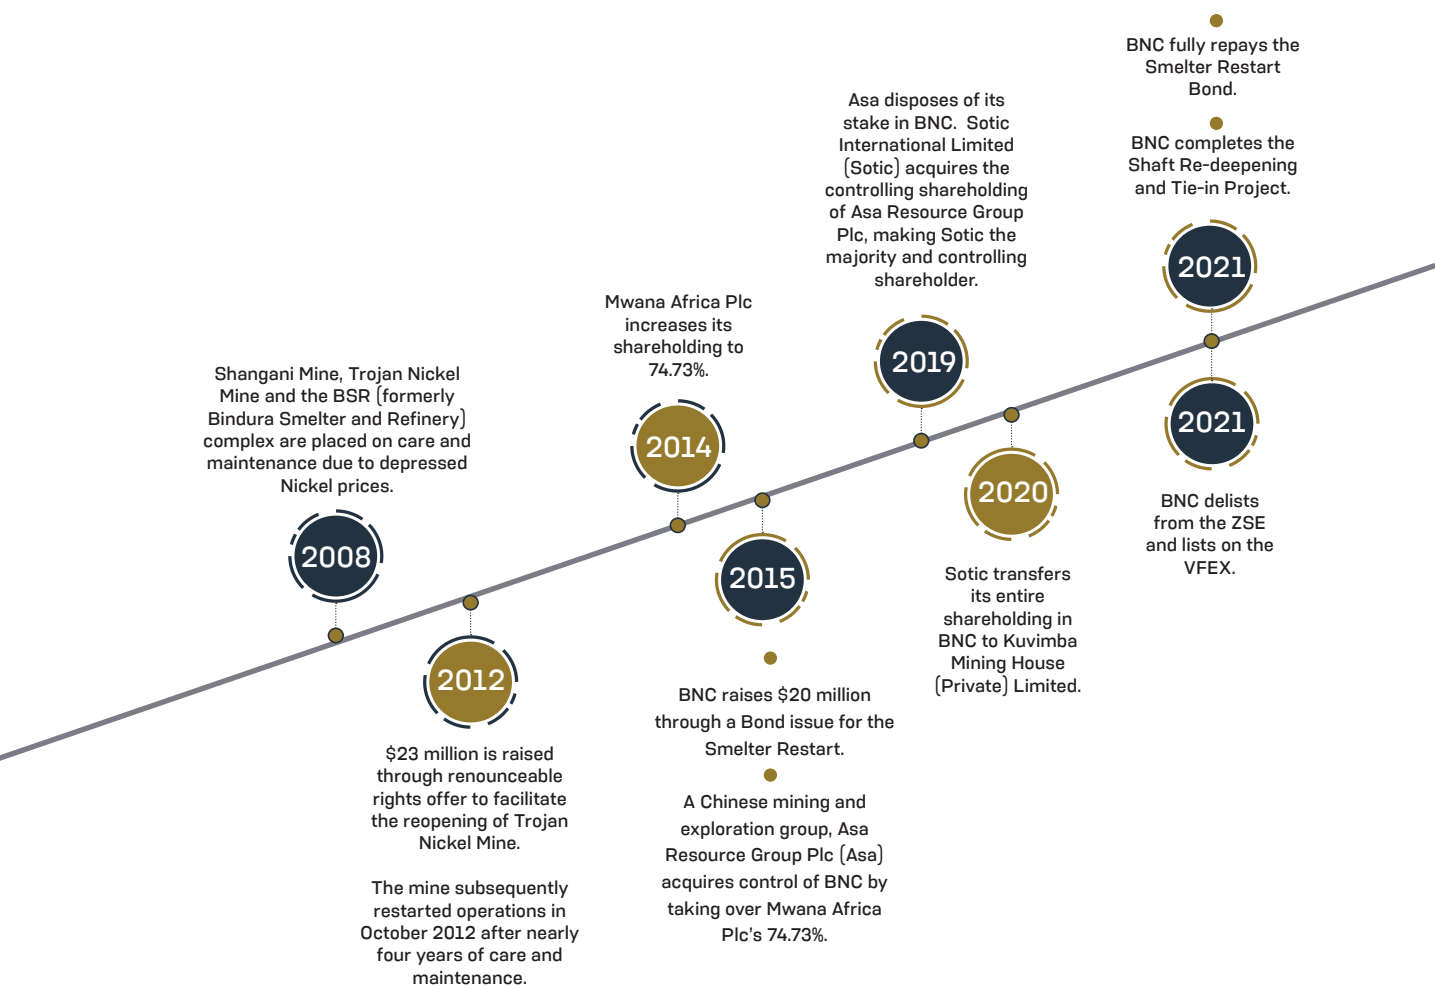 Shangani Mine, Trojan Nickel
Mine and the BSR (formerly
Bindura Smelter and Refinery)
complex are placed on care and
maintenance due to depressed
Nickel prices.
2008
2012
$23 million is raised
through renounceable
rights offer to facilitate
the reopening of Trojan
Nickel Mine.
The mine subsequently
restarted operations in
October 2012 after nearly
four years of care and
maintenance.
Mwana Africa Plc
increases its
shareholding to
74.73%.
2014
2015
BNC raises $20 million
through a Bond issue for the
Smelter Restart.
A Chinese mining and
exploration group, Asa
Resource Group Plc (Asa)
acquires control of BNC by
taking over Mwana Africa
Plc's 74.73%.
Asa disposes of its
stake in BNC. Sotic
International Limited
(Sotic) acquires the
controlling shareholding
of Asa Resource Group
Plc, making Sotic the
majority and controlling
shareholder.
2019
2020
Sotic transfers
its entire
shareholding in
BNC to Kuvimba
Mining House
(Private) Limited.
BNC fully repays the
Smelter Restart
Bond.
BNC completes the
Shaft Re-deepening
and Tie-in Project.
2021
2021
BNC delists
from the ZSE
and lists on the
VFEX.